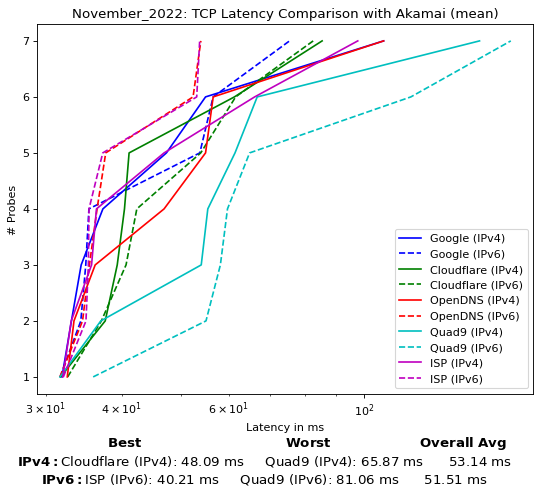 November_2022: TCP Latency Comparison with Akamai (mean)
7
6
5
4
3
2
1
# Probes
Google (IPv4)
Google (IPv6)
Cloudflare (IPv4)
Cloudflare (IPv6)
OpenDNS (IPv4)
OpenDNS (IPv6)
Quad9 (IPv4)
Quad9 (IPv6)
ISP (IPv4)
ISP (IPv6)
3 × 10¹ 4 × 10¹ 6 × 10¹ 10²
Latency in ms
Best Worst Overall Avg
IPv4: Cloudflare (IPv4): 48.09 ms Quad9 (IPv4): 65.87 ms 53.14 ms
IPv6: ISP (IPv6): 40.21 ms Quad9 (IPv6): 81.06 ms 51.51 ms